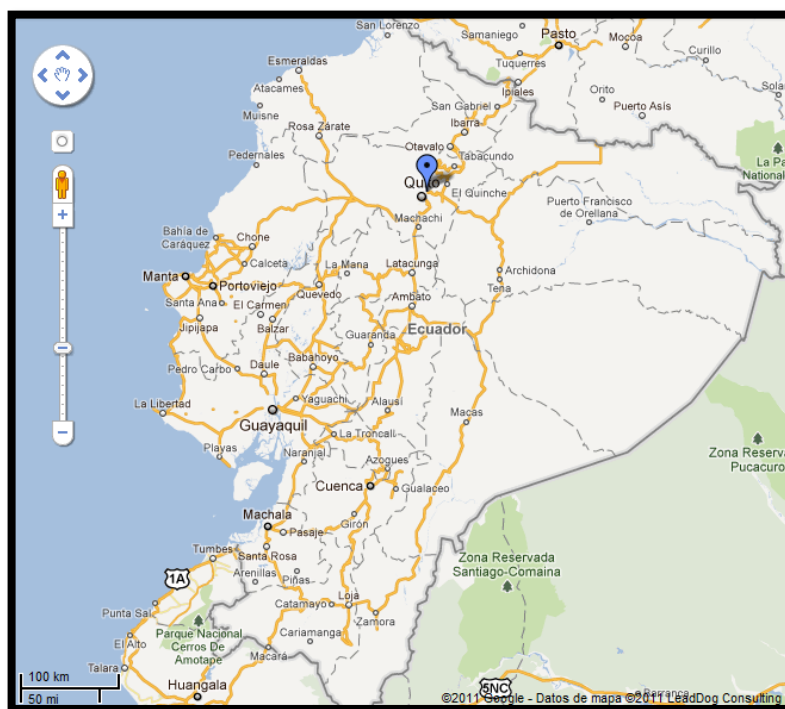 San Lorenzo
Samaniego
Pasto
Mocoa
Curillo
Tuquerres
Esmeraldas
Ipiales
Orito
Solan
Atacames
San Gabriel
Puerto Asís
Muisne
Rosa Zárate
Ibarra
Otavalo
La Pa
National
Pedernales
Tabacundo
Quito
El Quinche
Puerto Francisco
de Orellana
Machachi
Bahía de
Caráquez
Chone
Calceta
La Mana
Latacunga
Archidona
Manta
Portoviejo
Tena
Santa Ana
Quevedo
Ambato
El Carmen
Jipijapa
Balzar
Guaranda
Ecuador
Pedro Carbo
Daule
Babahoyo
La Libertad
Yaguachi
Alausí
Macas
Guayaquil
La Troncall
Playas
Naranjal
Azogues
Zona Reserva
Pucacuro
Cuenca
Gualaceo
Machala
Girón
Pasaje
Tumbes
Santa Rosa
1A
Arenillas
Piñas
Zona Reservada
Santiago-Comaina
Punta Sal
Catamayo
Loja
Zamora
El Alto
Parque Nacional
Cerros De
Amotape
Cariamanga
Macará
Talara
100 km
50 mi
Huangala
5NC
Barranca
©2011 Google - Datos de mapa ©2011 LeadDog Consulting